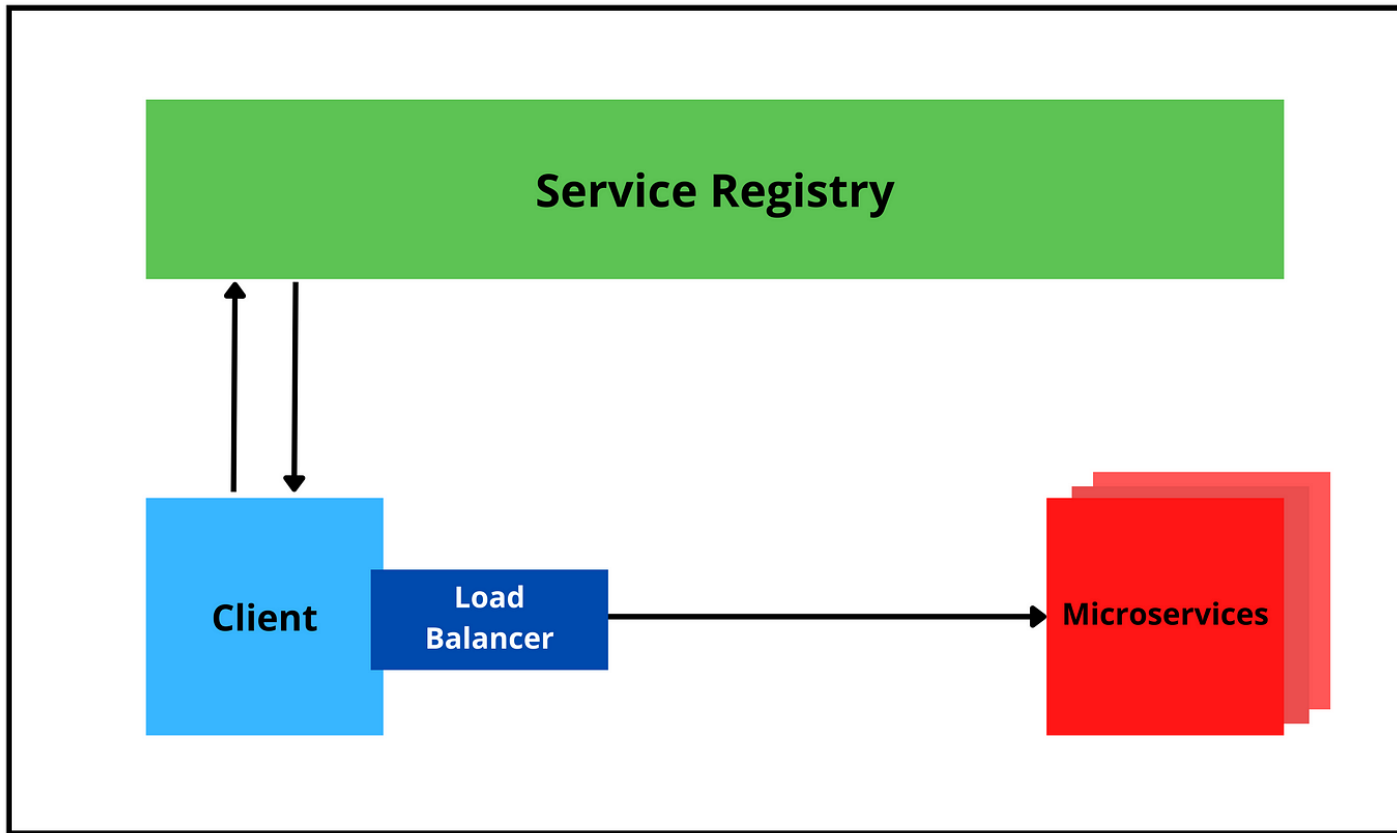 Service Registry
Client
Load
Balancer
Microservices